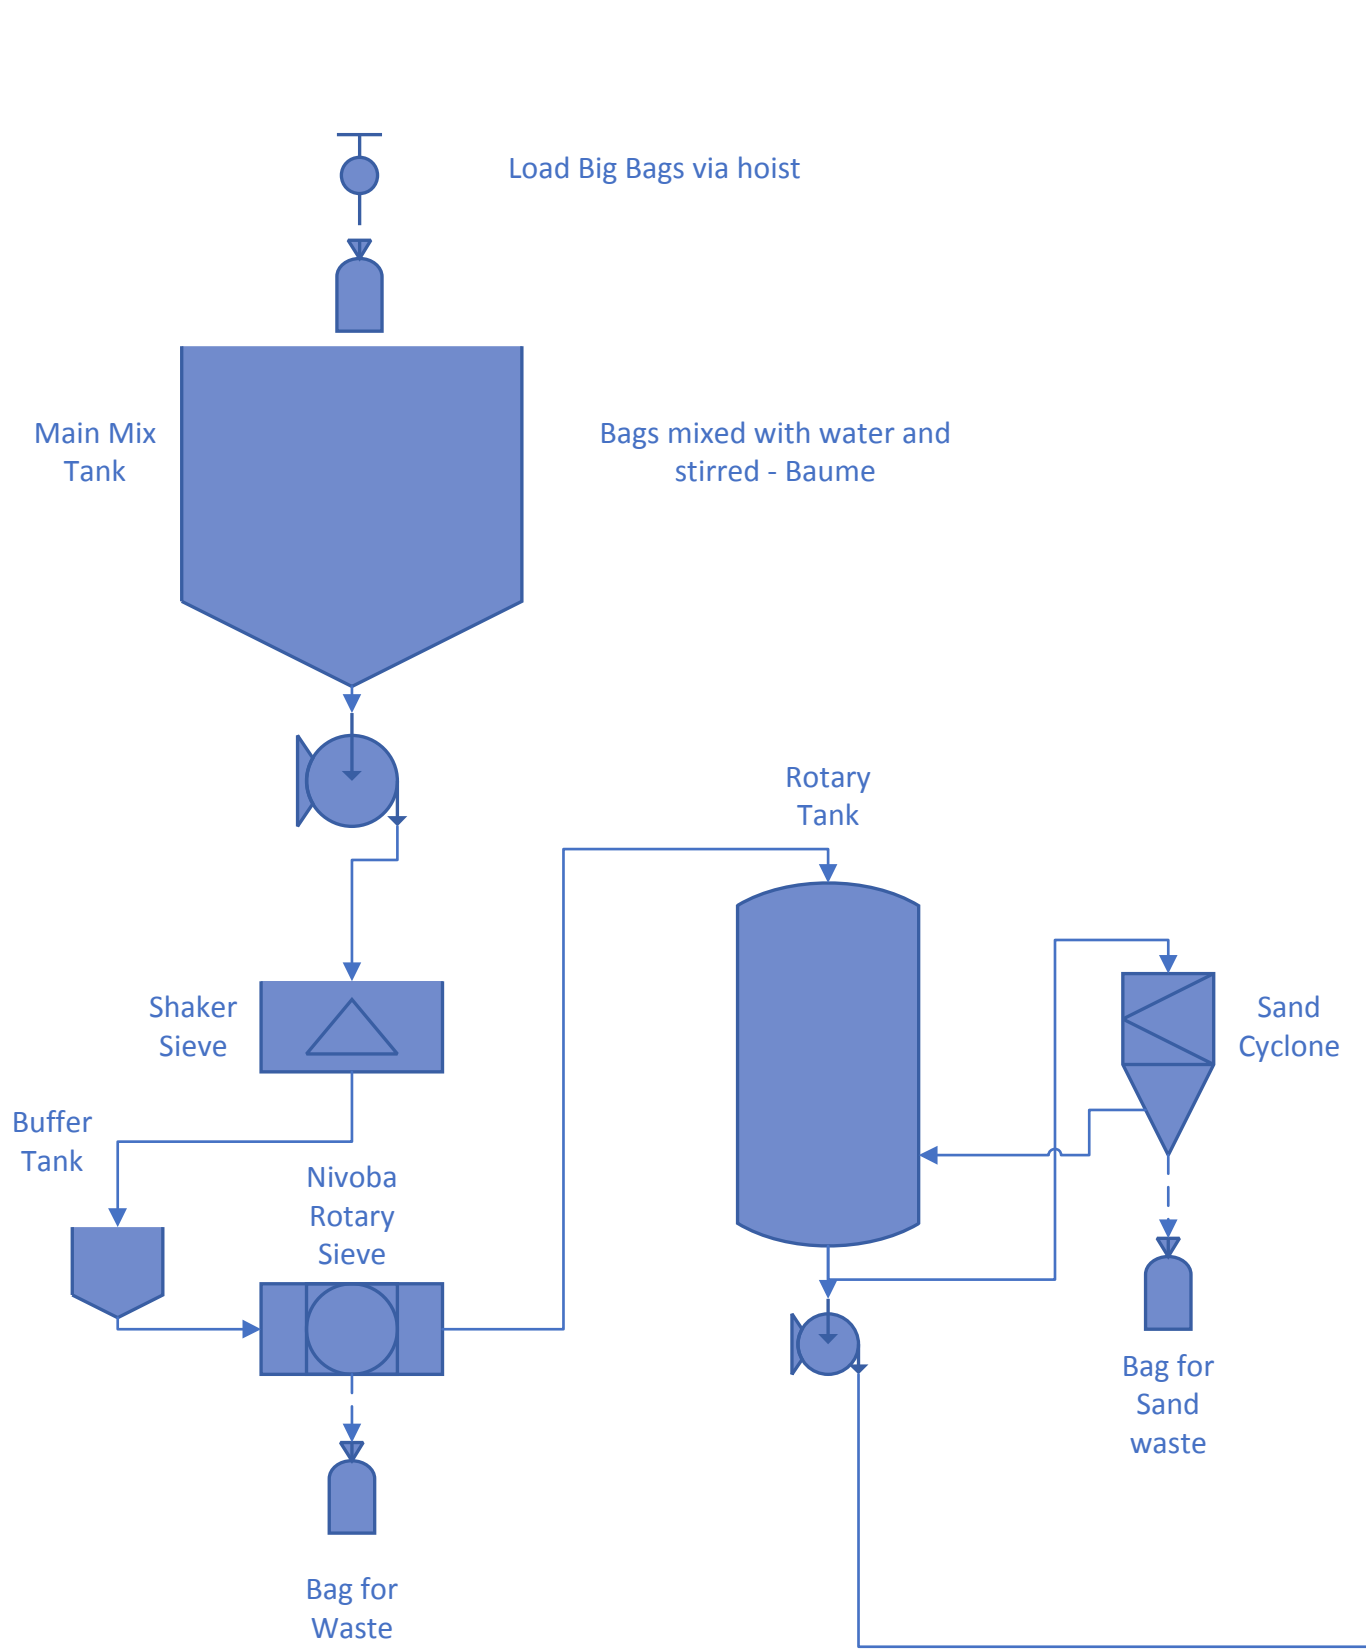 Load Big Bags via hoist
Main Mix
Tank
Bags mixed with water and
stirred - Baume
Rotary
Tank
Shaker
Sieve
Sand
Cyclone
Buffer
Tank
Nivoba
Rotary
Sieve
Bag for
Sand
waste
Bag for
Waste